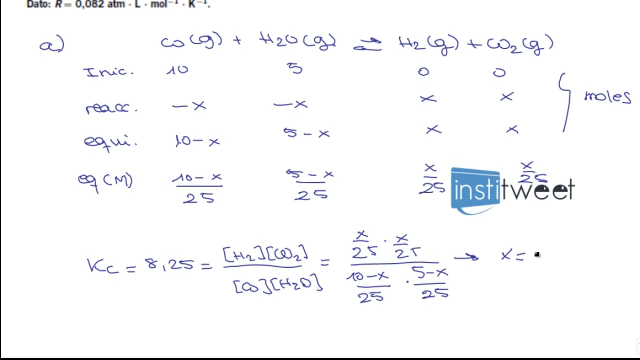 Dato: R = 0,082 atm · L · mol⁻¹ · K⁻¹.
a) CO(g) + H2O(g) ⇌ H2(g) + CO2(g)
Inic. 10 5 0 0
reacc. -x -x x x moles
equi. 10-x 5-x x x
eq(M) 10-x/25 5-x/25 x/25 x/25
institweet
Kc = 8,25 = [H2][CO2]/[CO][H2O] = x/25 · x/25 / 10-x/25 · 5-x/25 → x =